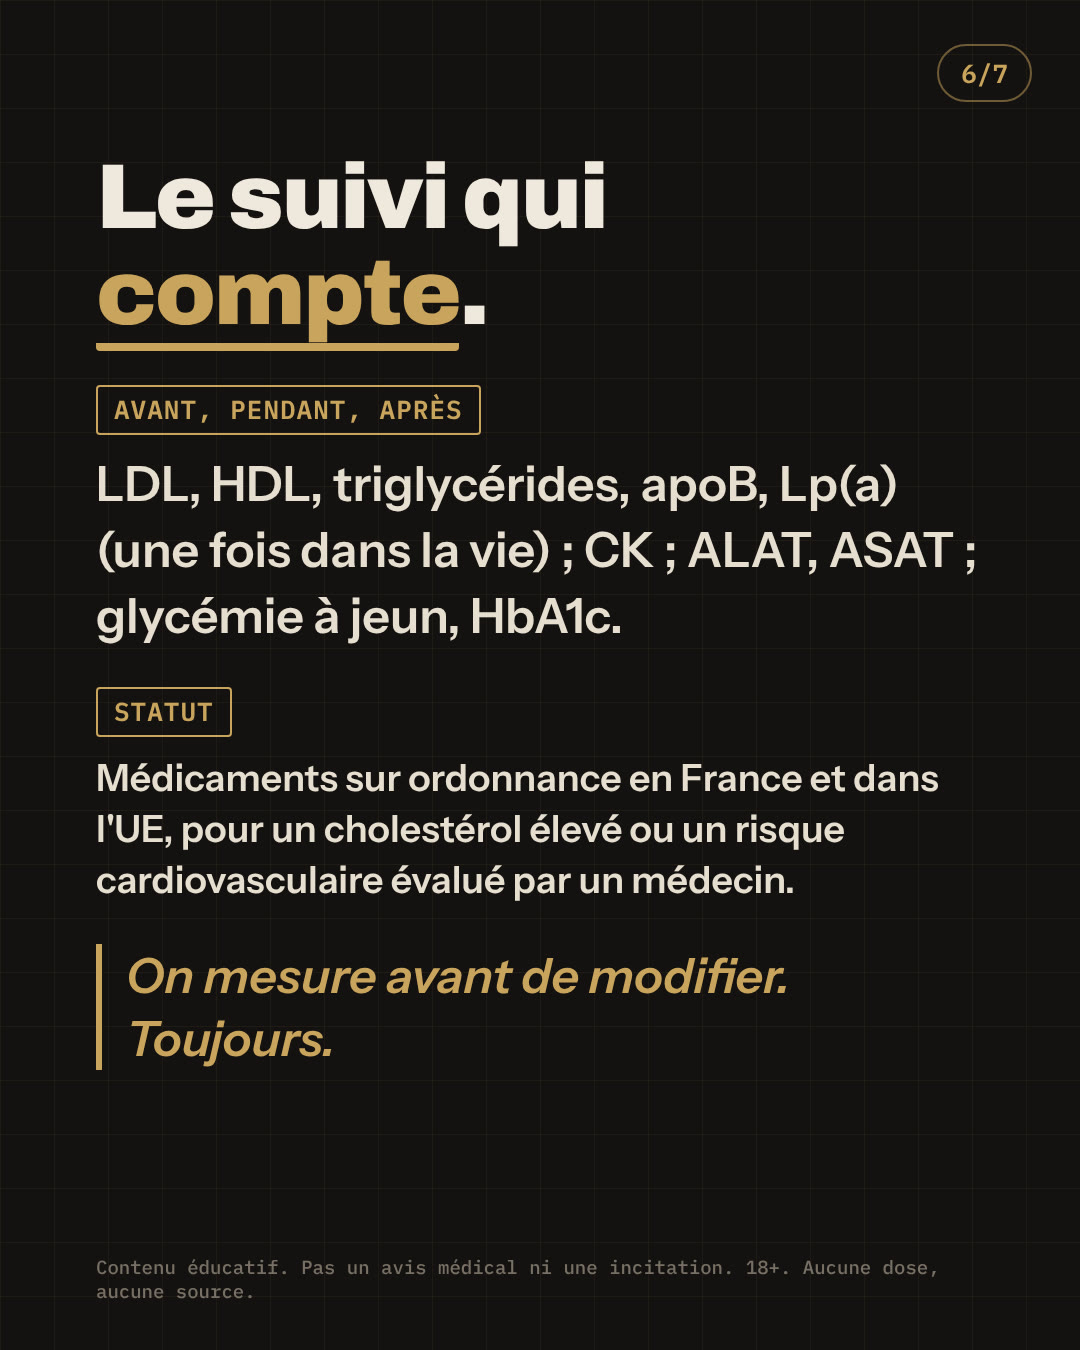 6/7
Le suivi qui
compte.
AVANT, PENDANT, APRÈS
LDL, HDL, triglycérides, apoB, Lp(a)
(une fois dans la vie) ; CK ; ALAT, ASAT ;
glycémie à jeun, HbA1c.
STATUT
Médicaments sur ordonnance en France et dans
l'UE, pour un cholestérol élevé ou un risque
cardiovasculaire évalué par un médecin.
On mesure avant de modifier.
Toujours.
Contenu éducatif. Pas un avis médical ni une incitation. 18+. Aucune dose,
aucune source.